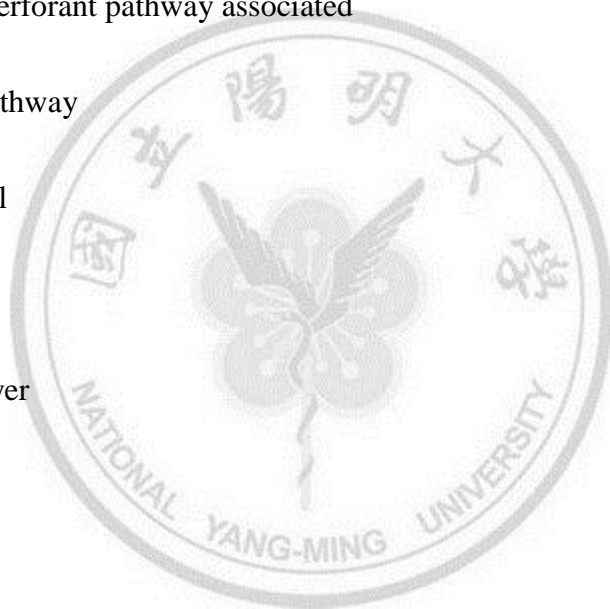 erforant pathway associated
thway
l
ver
國立陽明大學
NATIONAL YANG-MING UNIVERSITY